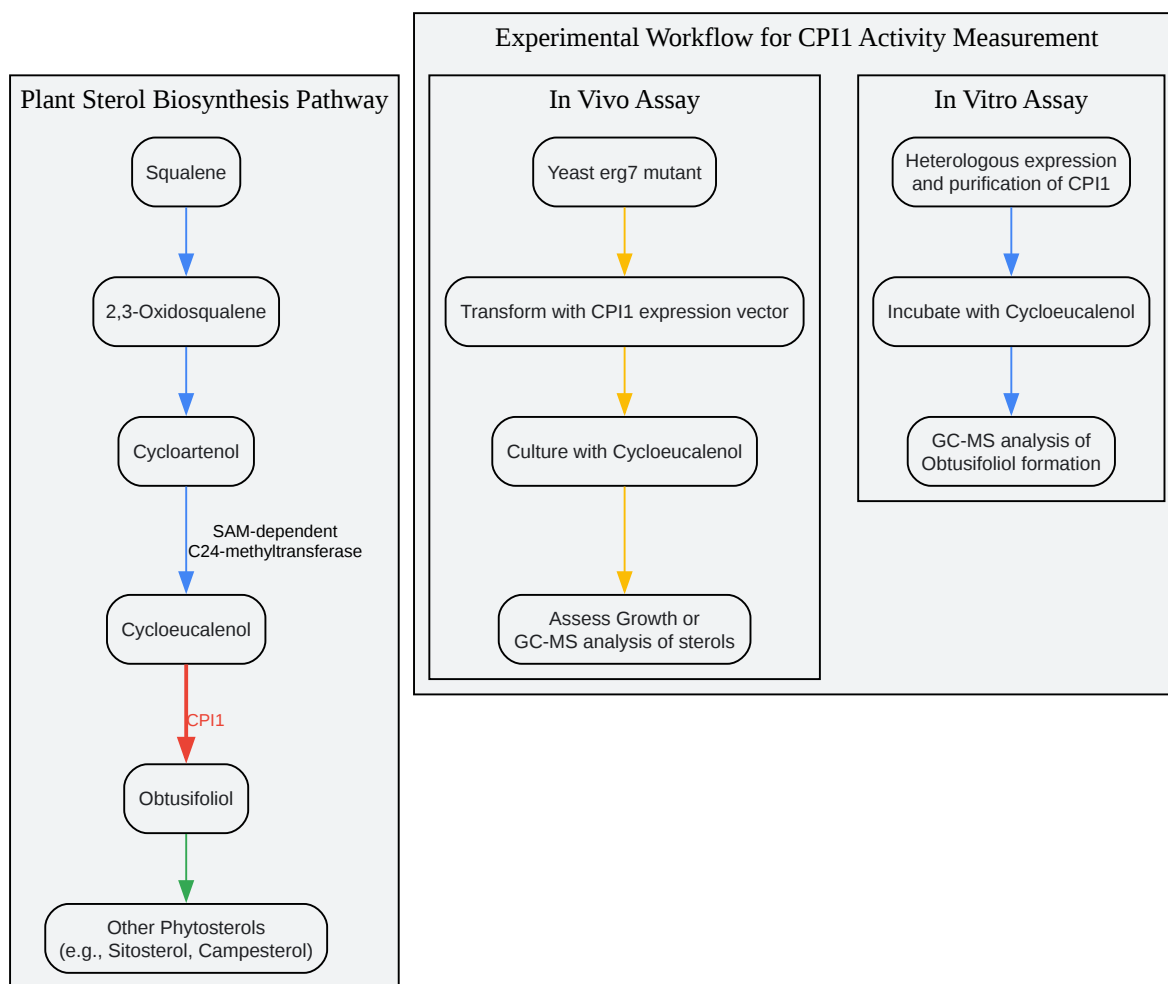 Plant Sterol Biosynthesis Pathway
Squalene
2,3-Oxidosqualene
Cycloartenol
SAM-dependent
C24-methyltransferase
Cycloeucalenol
CPI1
Obtusifoliol
Other Phytosterols
(e.g., Sitosterol, Campesterol)
Experimental Workflow for CPI1 Activity Measurement
In Vivo Assay
Yeast erg7 mutant
Transform with CPI1 expression vector
Culture with Cycloeucalenol
Assess Growth or
GC-MS analysis of sterols
In Vitro Assay
Heterologous expression
and purification of CPI1
Incubate with Cycloeucalenol
GC-MS analysis of
Obtusifoliol formation